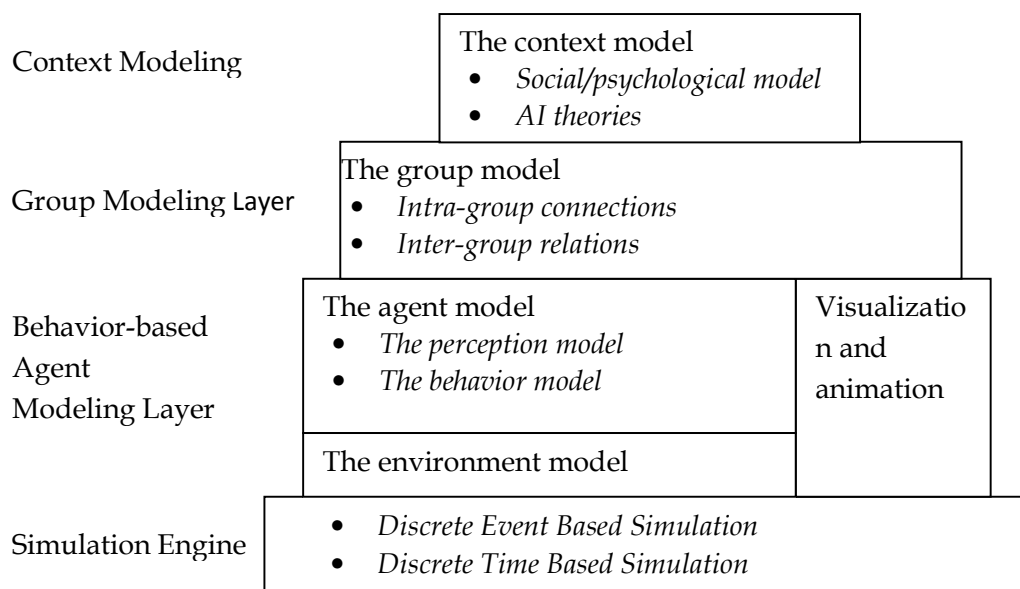 Context Modeling
The context model
• Social/psychological model
• AI theories
Group Modeling Layer
The group model
• Intra-group connections
• Inter-group relations
Behavior-based
Agent
Modeling Layer
The agent model
• The perception model
• The behavior model
Visualizatio
n and
animation
The environment model
Simulation Engine
• Discrete Event Based Simulation
• Discrete Time Based Simulation